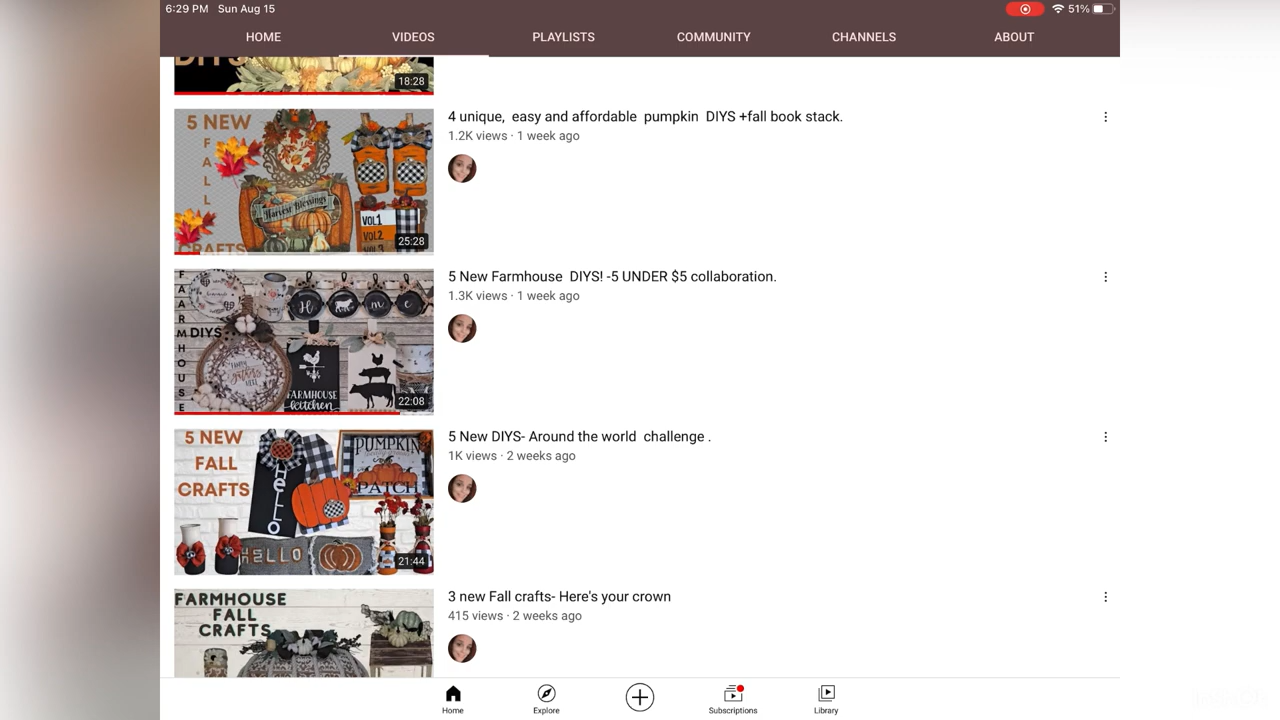 6:29 PM Sun Aug 15
51%
HOME VIDEOS PLAYLISTS COMMUNITY CHANNELS ABOUT
DIYS
18:28
5 NEW
FALL
CRAFTS
Harvest Blessings
VOL1
VOL2
VOL3
25:28
4 unique, easy and affordable pumpkin DIYS +fall book stack.
1.2K views · 1 week ago
FAARMHOUSE
DIYS
H
m
e
FARMHOUSE
kitchen
22:08
5 New Farmhouse DIYS! -5 UNDER $5 collaboration.
1.3K views · 1 week ago
5 NEW
FALL
CRAFTS
Hello
PUMPKIN
PATCH
HELLO
21:44
5 New DIYS- Around the world challenge .
1K views · 2 weeks ago
FARMHOUSE
FALL
CRAFTS
3 new Fall crafts- Here's your crown
415 views · 2 weeks ago
Home Explore Subscriptions Library